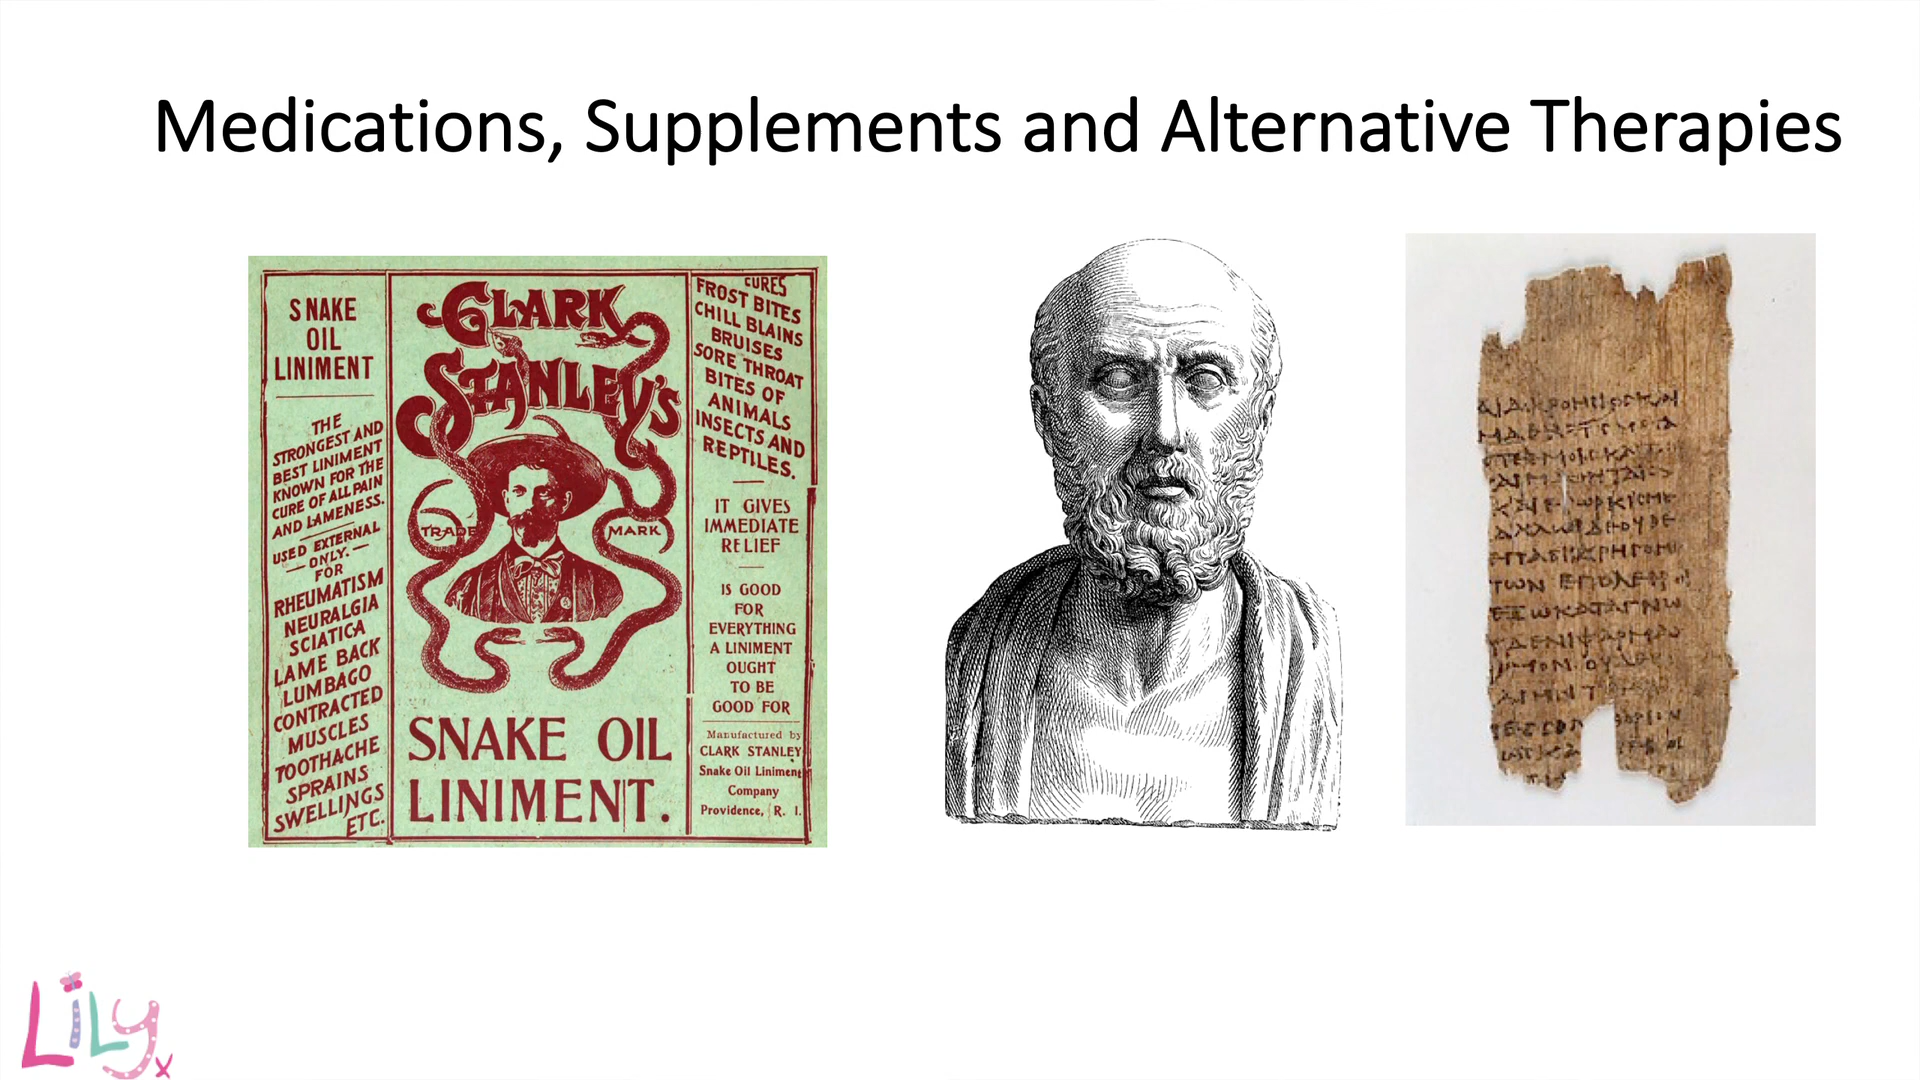 Medications, Supplements and Alternative Therapies
SNAKE
OIL
LINIMENT
THE
STRONGEST AND
BEST LINIMENT
KNOWN FOR THE
CURE OF ALL PAIN
AND LAMENESS.
USED EXTERNAL
ONLY.
FOR
RHEUMATISM
NEURALGIA
SCIATICA
LAME BACK
LUMBAGO
CONTRACTED
MUSCLES
TOOTHACHE
SPRAINS
SWELLINGS
ETC.
CLARK
STANLEY'S
TRADE MARK
SNAKE OIL
LINIMENT.
CURES
FROST BITES
CHILL BLAINS
BRUISES
SORE THROAT
BITES OF
ANIMALS
INSECTS AND
REPTILES.
IT GIVES
IMMEDIATE
RELIEF
IS GOOD
FOR
EVERYTHING
A LINIMENT
OUGHT
TO BE
GOOD FOR
Manufactured by
CLARK STANLEY
Snake Oil Liniment
Company
Providence, R. I.
ΤΩΝ
Lily x